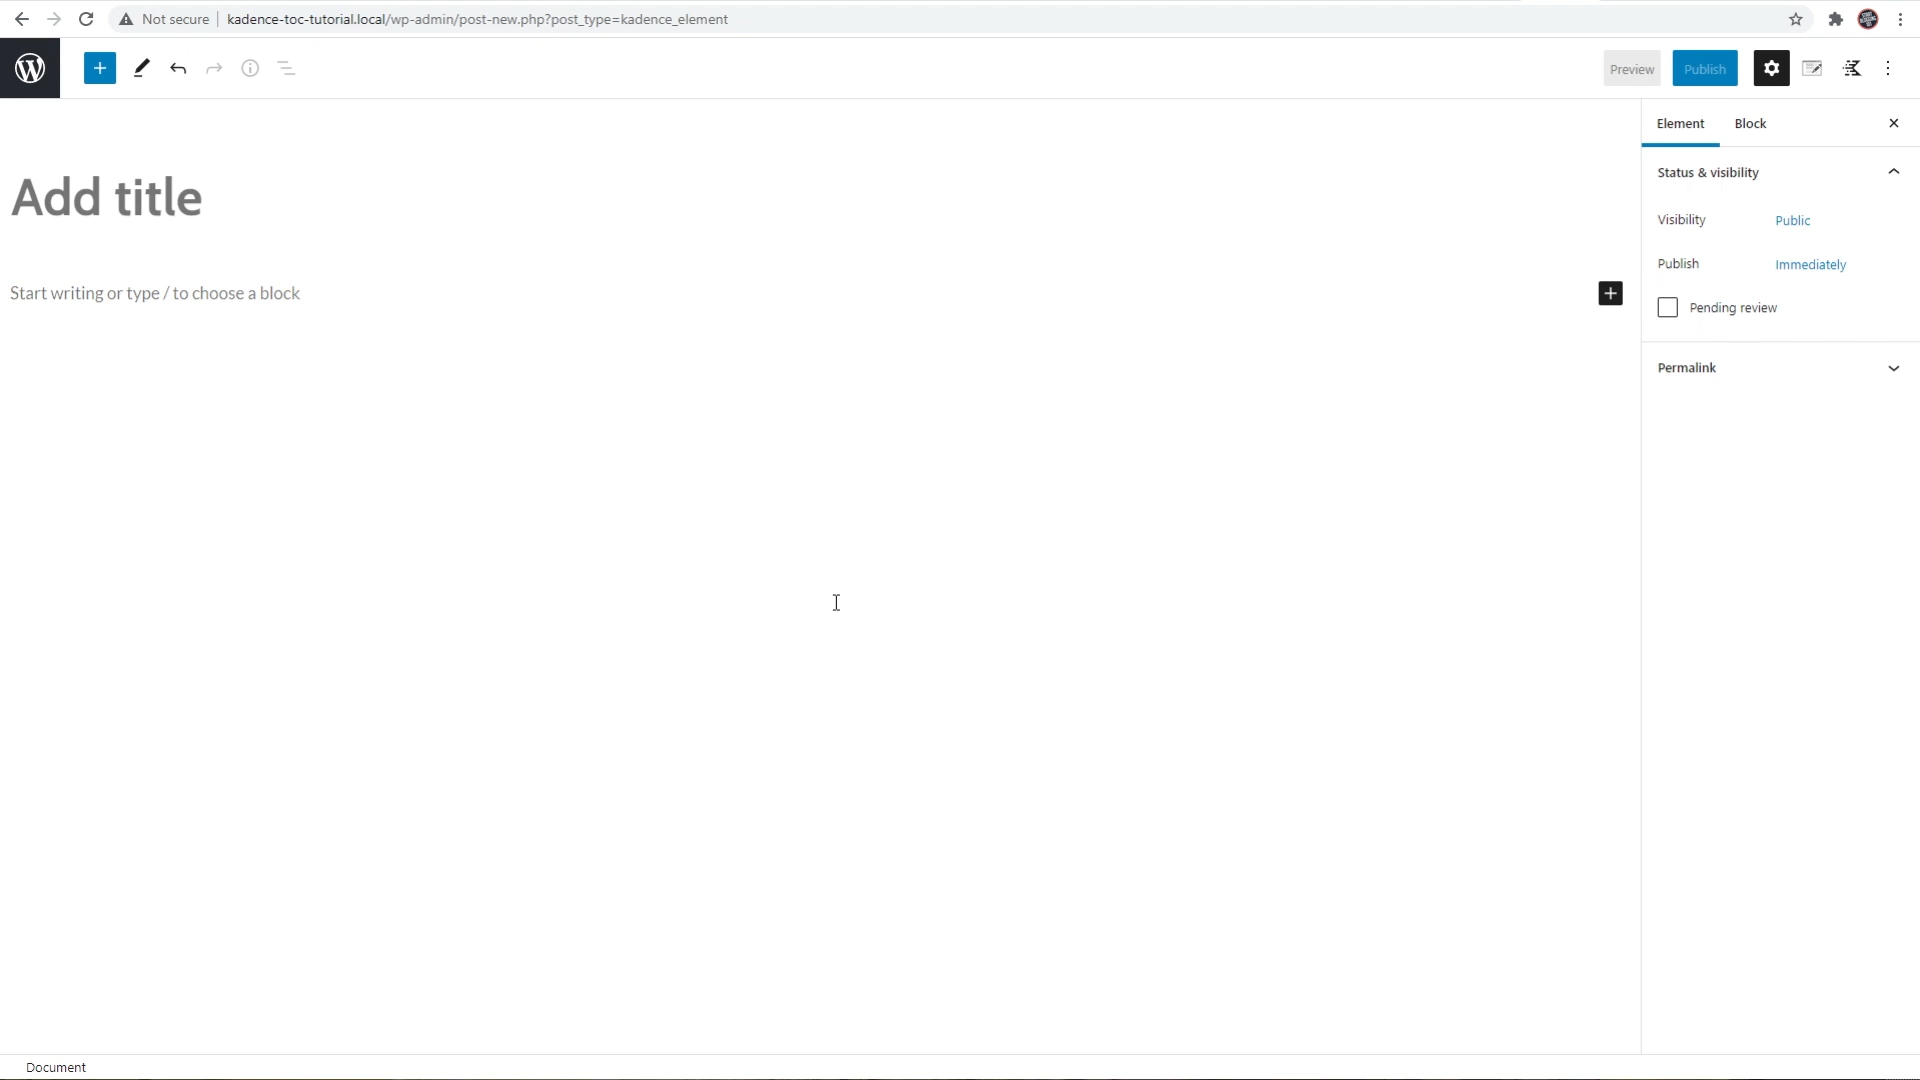 Not secure kadence-toc-tutorial.local/wp-admin/post-new.php?post_type=kadence_element
Preview Publish
Element Block
Add title
Status & visibility
Visibility Public
Publish Immediately
Start writing or type / to choose a block
Pending review
Permalink
Document